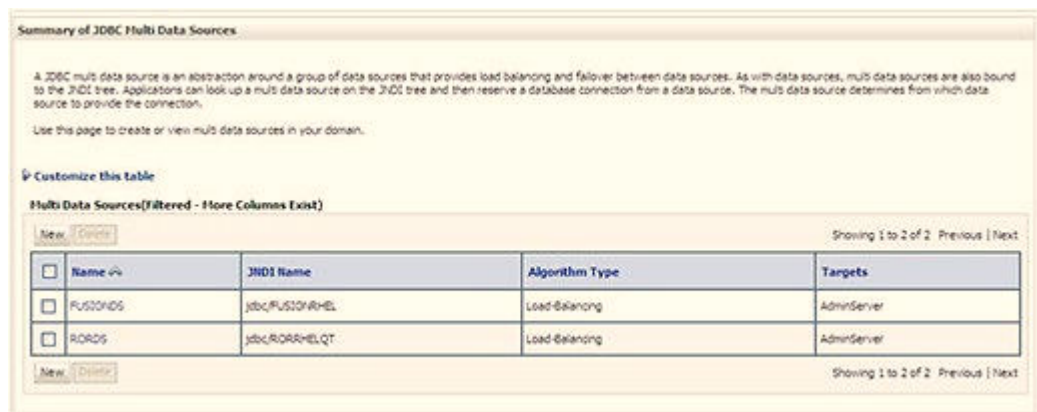 Summary of JDBC Multi Data Sources
A JDBC multi data source is an abstraction around a group of data sources that provides load balancing and failover between data sources. As with data sources, multi data sources are also bound
to the JNDI tree. Applications can look up a multi data source on the JNDI tree and then reserve a database connection from a data source. The multi data source determines from which data
source to provide the connection.
Use this page to create or view multi data sources in your domain.
Customize this table
Multi Data Sources(Filtered - More Columns Exist)
New Delete Showing 1 to 2 of 2 Previous | Next
Name JNDI Name Algorithm Type Targets
FUSIONDS jdbc/FUSIONRHEL Load-Balancing AdminServer
RORDS jdbc/RORRHELQT Load-Balancing AdminServer
New Delete Showing 1 to 2 of 2 Previous | Next